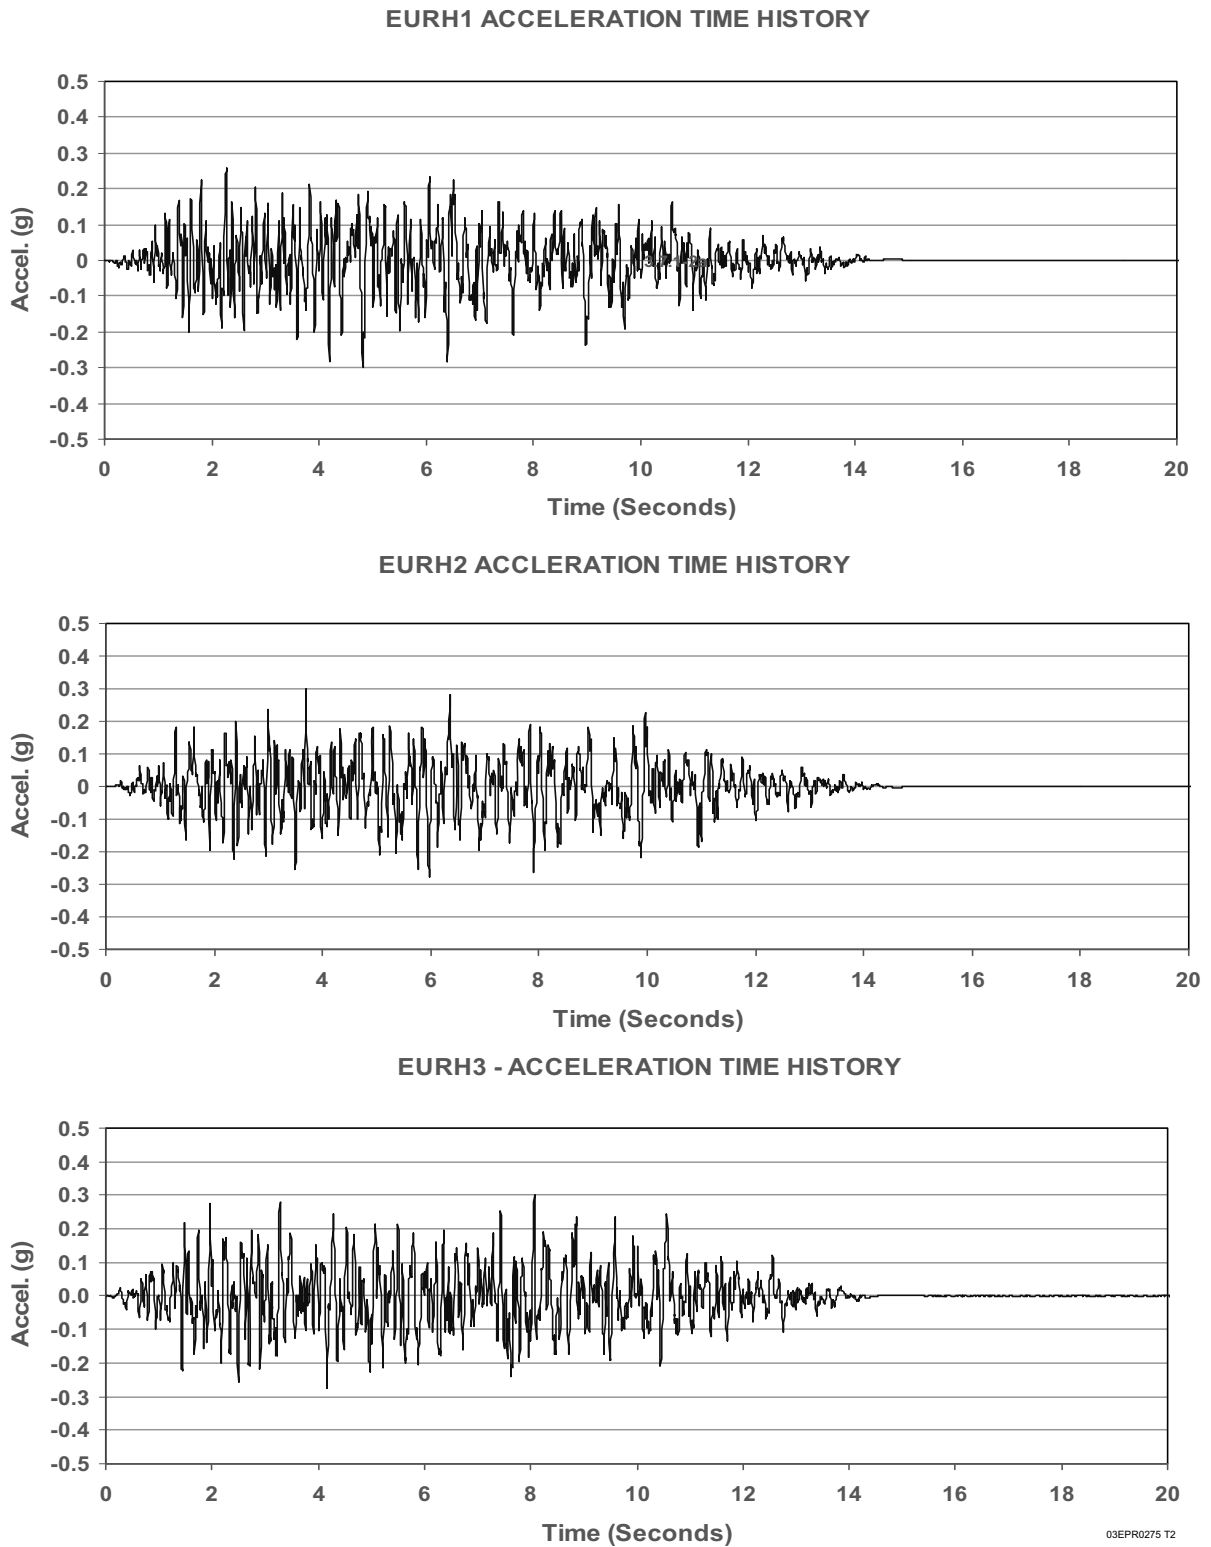 EURH1 ACCELERATION TIME HISTORY
0.5
0.4
0.3
0.2
0.1
0
-0.1
-0.2
-0.3
-0.4
-0.5
Accel. (g)
0 2 4 6 8 10 12 14 16 18 20
Time (Seconds)
EURH2 ACCLERATION TIME HISTORY
0.5
0.4
0.3
0.2
0.1
0
-0.1
-0.2
-0.3
-0.4
-0.5
Accel. (g)
0 2 4 6 8 10 12 14 16 18 20
Time (Seconds)
EURH3 - ACCELERATION TIME HISTORY
0.5
0.4
0.3
0.2
0.1
0.0
-0.1
-0.2
-0.3
-0.4
-0.5
Accel. (g)
0 2 4 6 8 10 12 14 16 18 20
Time (Seconds)
03EPR0275 T2